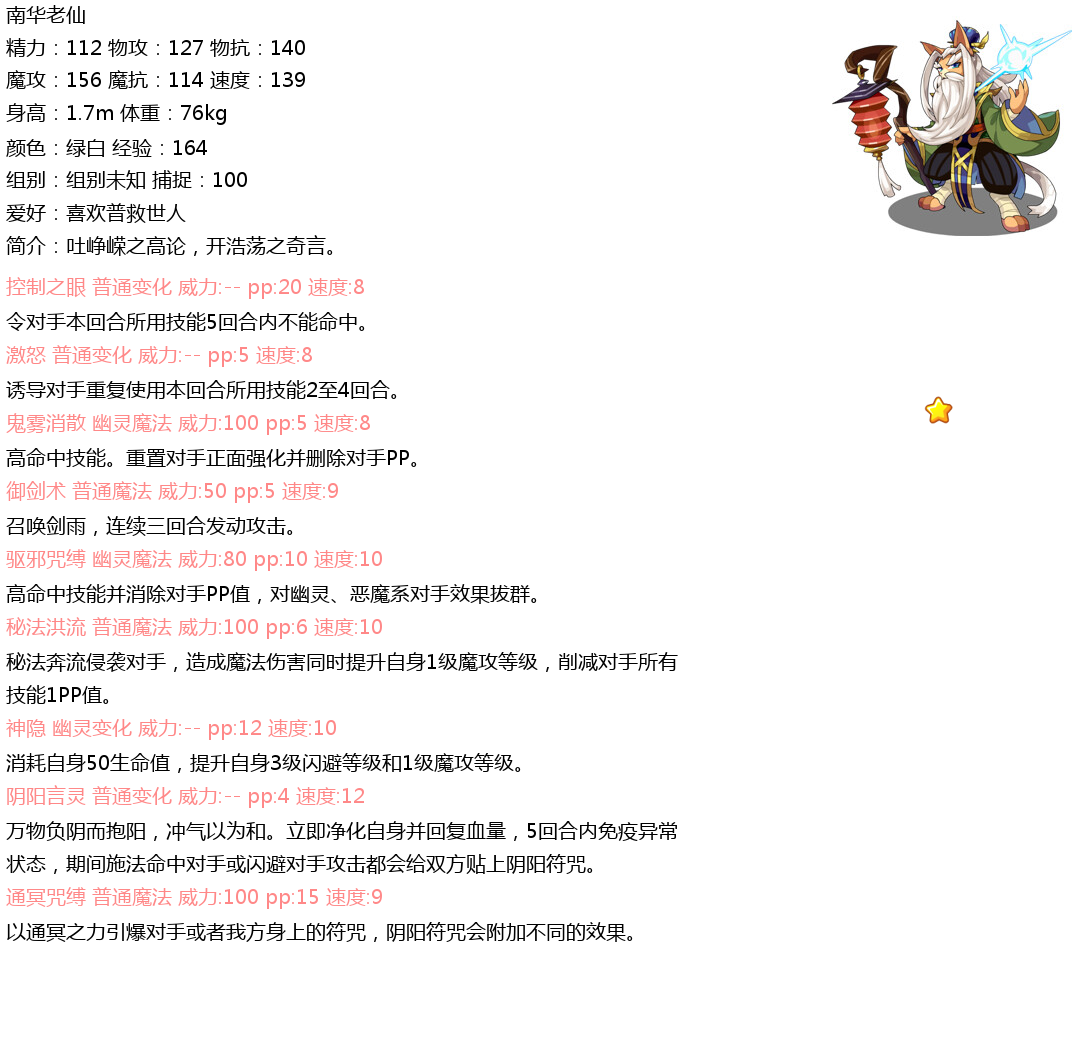 南华老仙
精力：112 物攻：127 物抗：140
魔攻：156 魔抗：114 速度：139
身高：1.7m 体重：76kg
颜色：绿白 经验：164
组别：组别未知 捕捉：100
爱好：喜欢普救世人
简介：吐峥嵘之高论，开浩荡之奇言。
控制之眼 普通变化 威力:-- pp:20 速度:8
令对手本回合所用技能5回合内不能命中。
激怒 普通变化 威力:-- pp:5 速度:8
诱导对手重复使用本回合所用技能2至4回合。
鬼雾消散 幽灵魔法 威力:100 pp:5 速度:8
高命中技能。重置对手正面强化并删除对手PP。
御剑术 普通魔法 威力:50 pp:5 速度:9
召唤剑雨，连续三回合发动攻击。
驱邪咒缚 幽灵魔法 威力:80 pp:10 速度:10
高命中技能并消除对手PP值，对幽灵、恶魔系对手效果拔群。
秘法洪流 普通魔法 威力:100 pp:6 速度:10
秘法奔流侵袭对手，造成魔法伤害同时提升自身1级魔攻等级，削减对手所有
技能1PP值。
神隐 幽灵变化 威力:-- pp:12 速度:10
消耗自身50生命值，提升自身3级闪避等级和1级魔攻等级。
阴阳言灵 普通变化 威力:-- pp:4 速度:12
万物负阴而抱阳，冲气以为和。立即净化自身并回复血量，5回合内免疫异常
状态，期间施法命中对手或闪避对手攻击都会给双方贴上阴阳符咒。
通冥咒缚 普通魔法 威力:100 pp:15 速度:9
以通冥之力引爆对手或者我方身上的符咒，阴阳符咒会附加不同的效果。